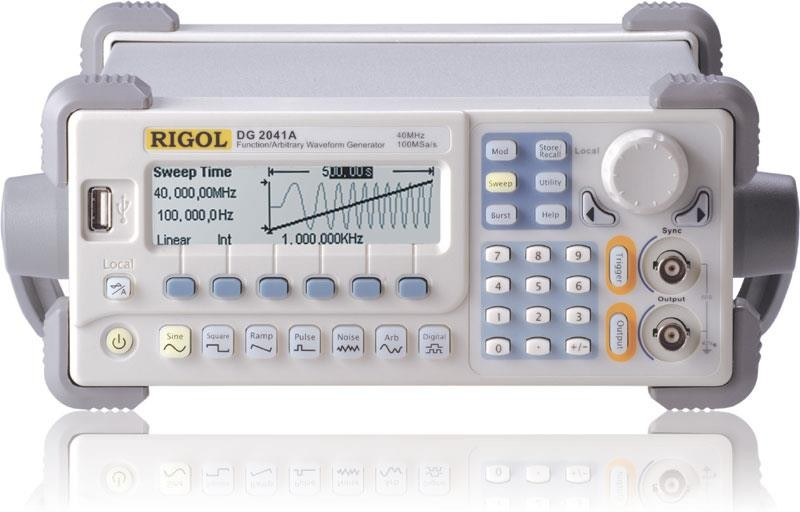 RIGOL DG 2041A 40MHz
Function/Arbitrary Waveform Generator 100MSa/s
Sweep Time 500.00s
40,000,00MHz
100,000,0Hz
Linear Int 1,000,000KHz
Local
Mod Store/Recall Local
Sweep Utility
Burst Help
Sync
7 8 9
4 5 6
1 2 3
0 . +/-
Trigger
Output
Output
Sine Square Ramp Pulse Noise Arb Digital